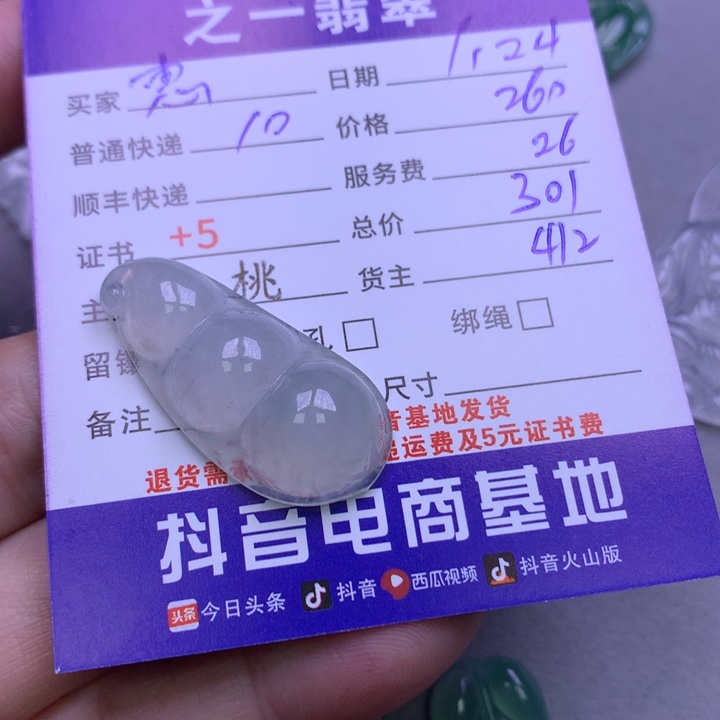 之一翡翠
买家 惠 日期 1.24
普通快递 10 价格 260
顺丰快递 服务费 26
证书 +5 总价 301
主 桃 货主 412
孔 □ 绑绳 □
留 尺寸
备注
音基地发货
退货需 运费及5元证书费
抖音电商基地
头条 今日头条 抖音 西瓜视频 抖音火山版